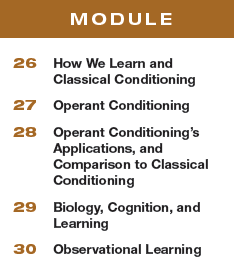 MODULE
26 How We Learn and
Classical Conditioning
27 Operant Conditioning
28 Operant Conditioning's
Applications, and
Comparison to Classical
Conditioning
29 Biology, Cognition, and
Learning
30 Observational Learning